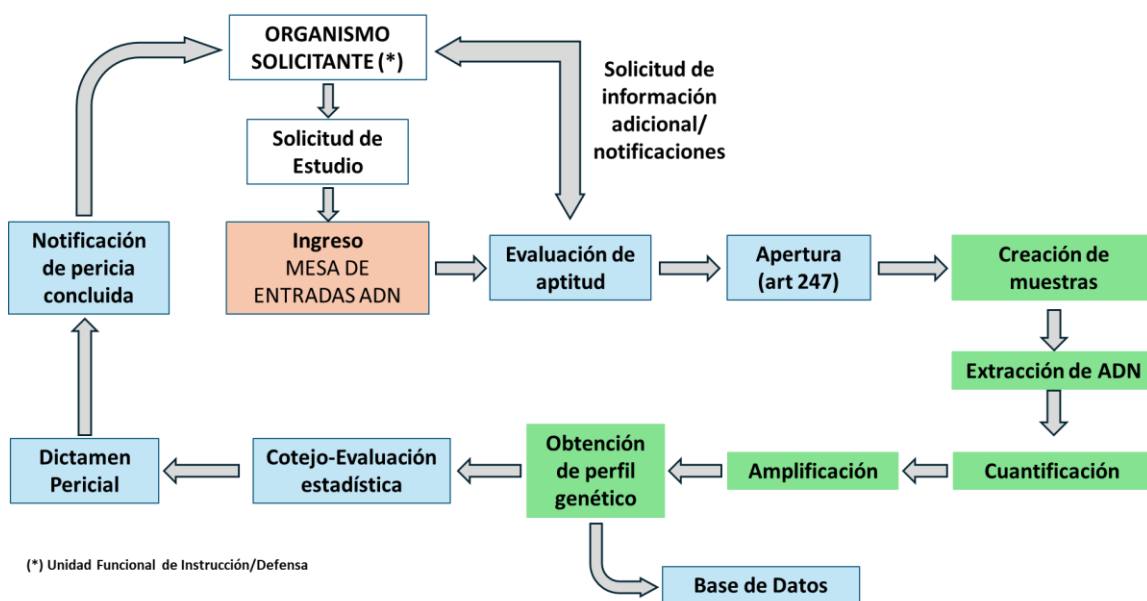 ORGANISMO
SOLICITANTE (*)
Solicitud de
información
adicional/
notificaciones
Solicitud de
Estudio
Notificación
de pericia
concluida
Ingreso
MESA DE
ENTRADAS ADN
Evaluación de
aptitud
Apertura
(art 247)
Creación de
muestras
Extracción de ADN
Dictamen
Pericial
Cotejo-Evaluación
estadística
Obtención
de perfil
genético
Amplificación
Cuantificación
(*) Unidad Funcional de Instrucción/Defensa
Base de Datos